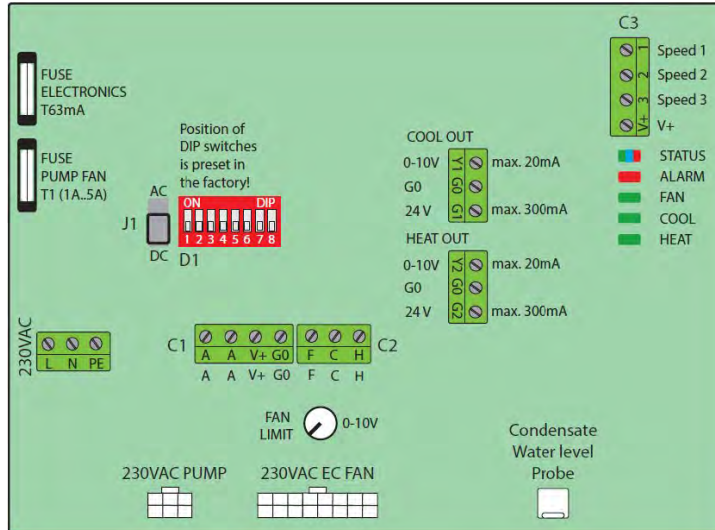 C3
1 Speed 1
2 Speed 2
3 Speed 3
V+ V+
STATUS
ALARM
FAN
COOL
HEAT
FUSE
ELECTRONICS
T63mA
FUSE
PUMP FAN
T1 (1A..5A)
Position of
DIP switches
is preset in
the factory!
AC
J1
DC
ON DIP
1 2 3 4 5 6 7 8
D1
COOL OUT
0-10V Y1 max. 20mA
G0 G0
24 V G1 max. 300mA
HEAT OUT
0-10V Y2 max. 20mA
G0 G0
24 V G2 max. 300mA
230VAC
L N PE
C1
A A V+ G0 F C H
C2
A A V+ G0 F C H
FAN
LIMIT
0-10V
230VAC PUMP
230VAC EC FAN
Condensate
Water level
Probe